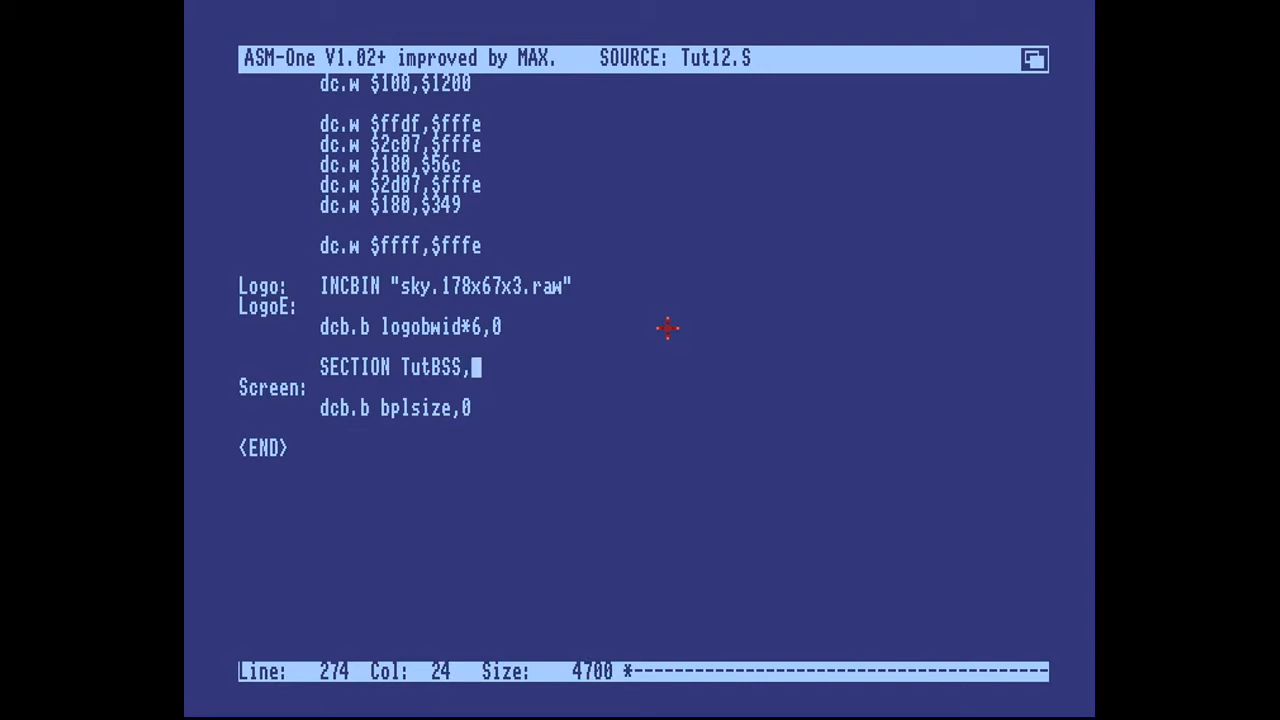 ASM-One V1.02+ improved by MAX. SOURCE: Tut12.S
dc.w $100,$1200
dc.w $ffdf,$fffe
dc.w $2c07,$fffe
dc.w $180,$56c
dc.w $2d07,$fffe
dc.w $180,$349
dc.w $ffff,$fffe
Logo: INCBIN "sky.178x67x3.raw"
LogoE:
dcb.b logobwid*6,0
SECTION TutBSS,
Screen:
dcb.b bplsize,0
<END>
Line: 274 Col: 24 Size: 4700 *-----------------------------------------